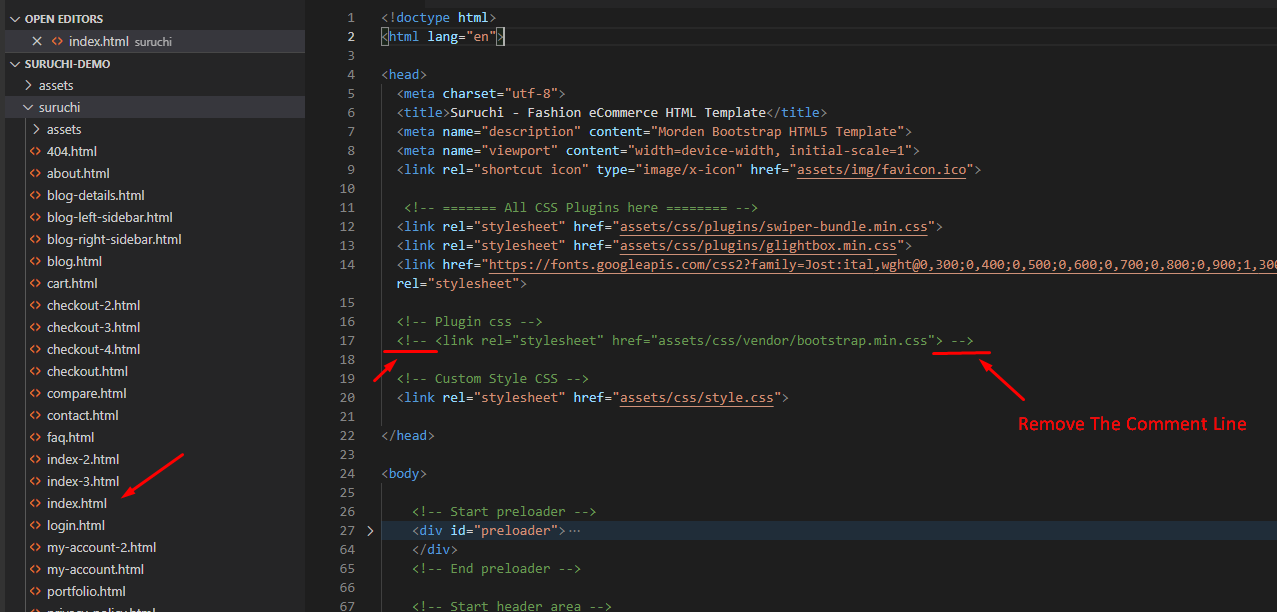 OPEN EDITORS
index.html suruchi
SURUCHI-DEMO
assets
suruchi
assets
404.html
about.html
blog-details.html
blog-left-sidebar.html
blog-right-sidebar.html
blog.html
cart.html
checkout-2.html
checkout-3.html
checkout-4.html
checkout.html
compare.html
contact.html
faq.html
index-2.html
index-3.html
index.html
login.html
my-account-2.html
my-account.html
portfolio.html
privacy-policy.html
1 <!doctype html>
2 <html lang="en">
3
4 <head>
5 <meta charset="utf-8">
6 <title>Suruchi - Fashion eCommerce HTML Template</title>
7 <meta name="description" content="Morden Bootstrap HTML5 Template">
8 <meta name="viewport" content="width=device-width, initial-scale=1">
9 <link rel="shortcut icon" type="image/x-icon" href="assets/img/favicon.ico">
10
11 <!-- ======= All CSS Plugins here ======== -->
12 <link rel="stylesheet" href="assets/css/plugins/swiper-bundle.min.css">
13 <link rel="stylesheet" href="assets/css/plugins/glightbox.min.css">
14 <link href="https://fonts.googleapis.com/css2?family=Jost:ital,wght@0,300;0,400;0,500;0,600;0,700;0,800;0,900;1,300
rel="stylesheet">
15
16 <!-- Plugin css -->
17 <!-- <link rel="stylesheet" href="assets/css/vendor/bootstrap.min.css"> -->
18
19 <!-- Custom Style CSS -->
20 <link rel="stylesheet" href="assets/css/style.css">
21
22 </head>
23
24 <body>
25
26 <!-- Start preloader -->
27 <div id="preloader">…
64 </div>
65 <!-- End preloader -->
66
67 <!-- Start header area -->
Remove The Comment Line